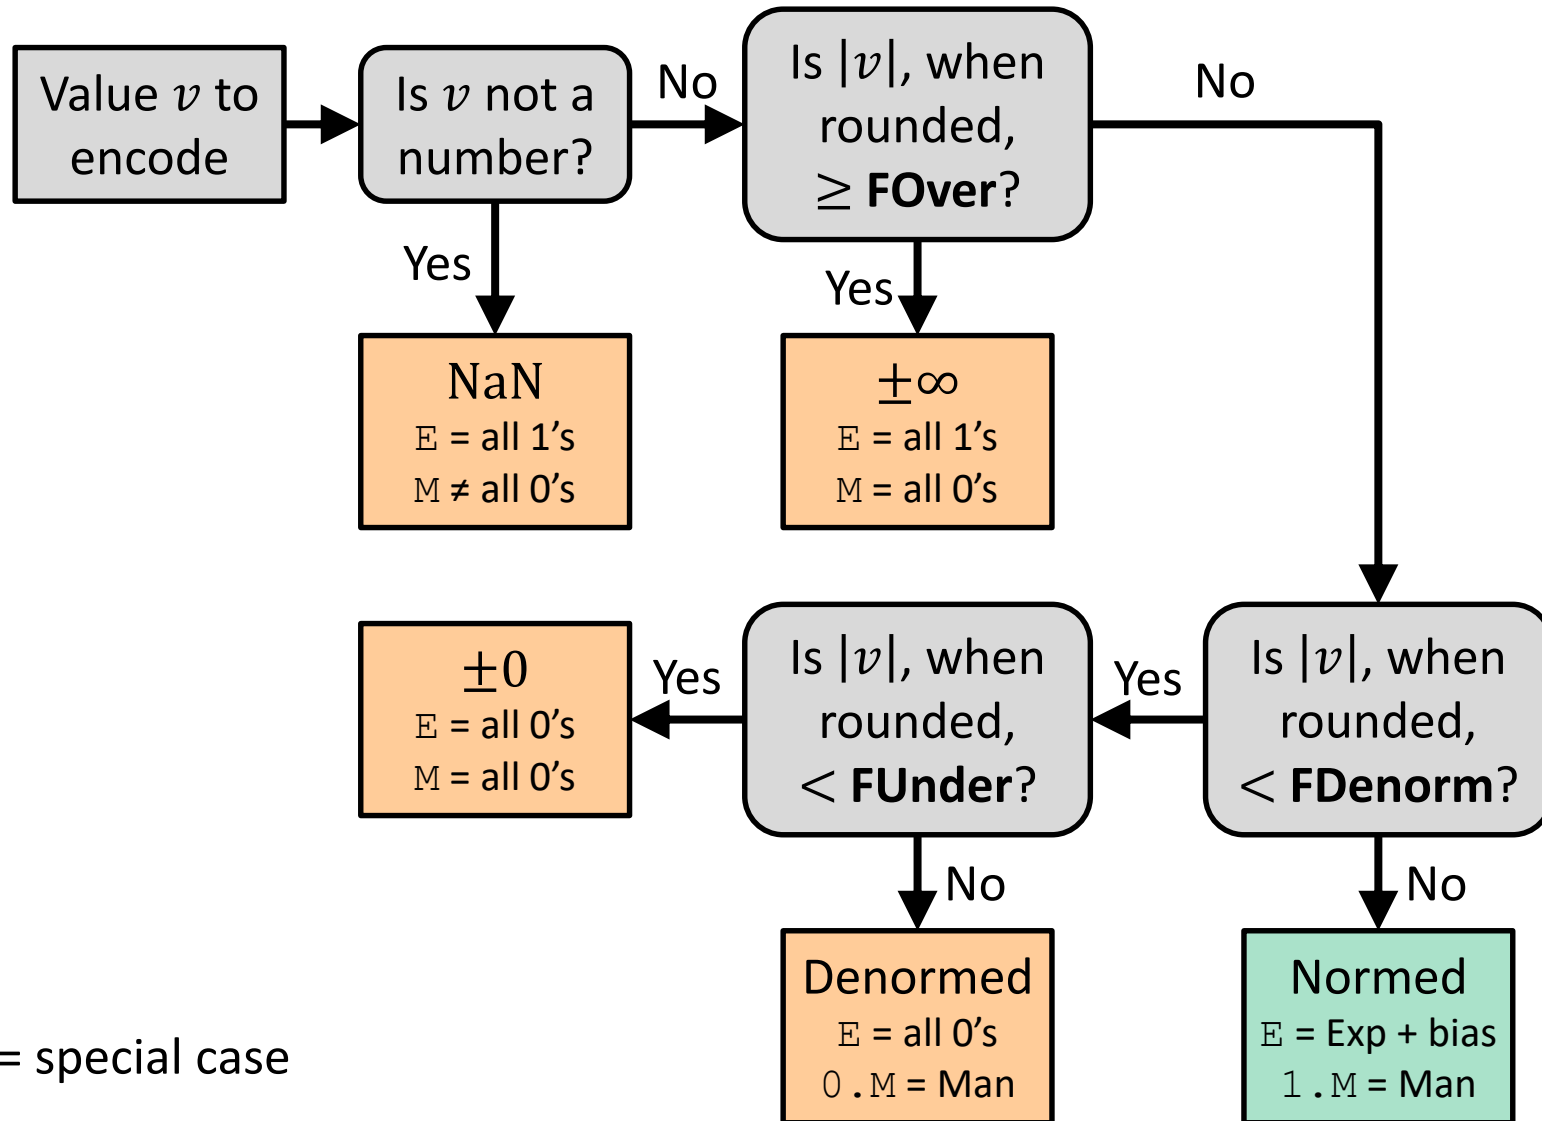 Value 𝑣 to
encode
Is 𝑣 not a
number?
No
Is |𝑣|, when
rounded,
≥ FOver?
No
Yes
Yes
NaN
E = all 1’s
M ≠ all 0’s
±∞
E = all 1’s
M = all 0’s
±0
E = all 0’s
M = all 0’s
Yes
Is |𝑣|, when
rounded,
< FUnder?
Yes
Is |𝑣|, when
rounded,
< FDenorm?
No
No
Denormed
E = all 0’s
0.M = Man
Normed
E = Exp + bias
1.M = Man
= special case